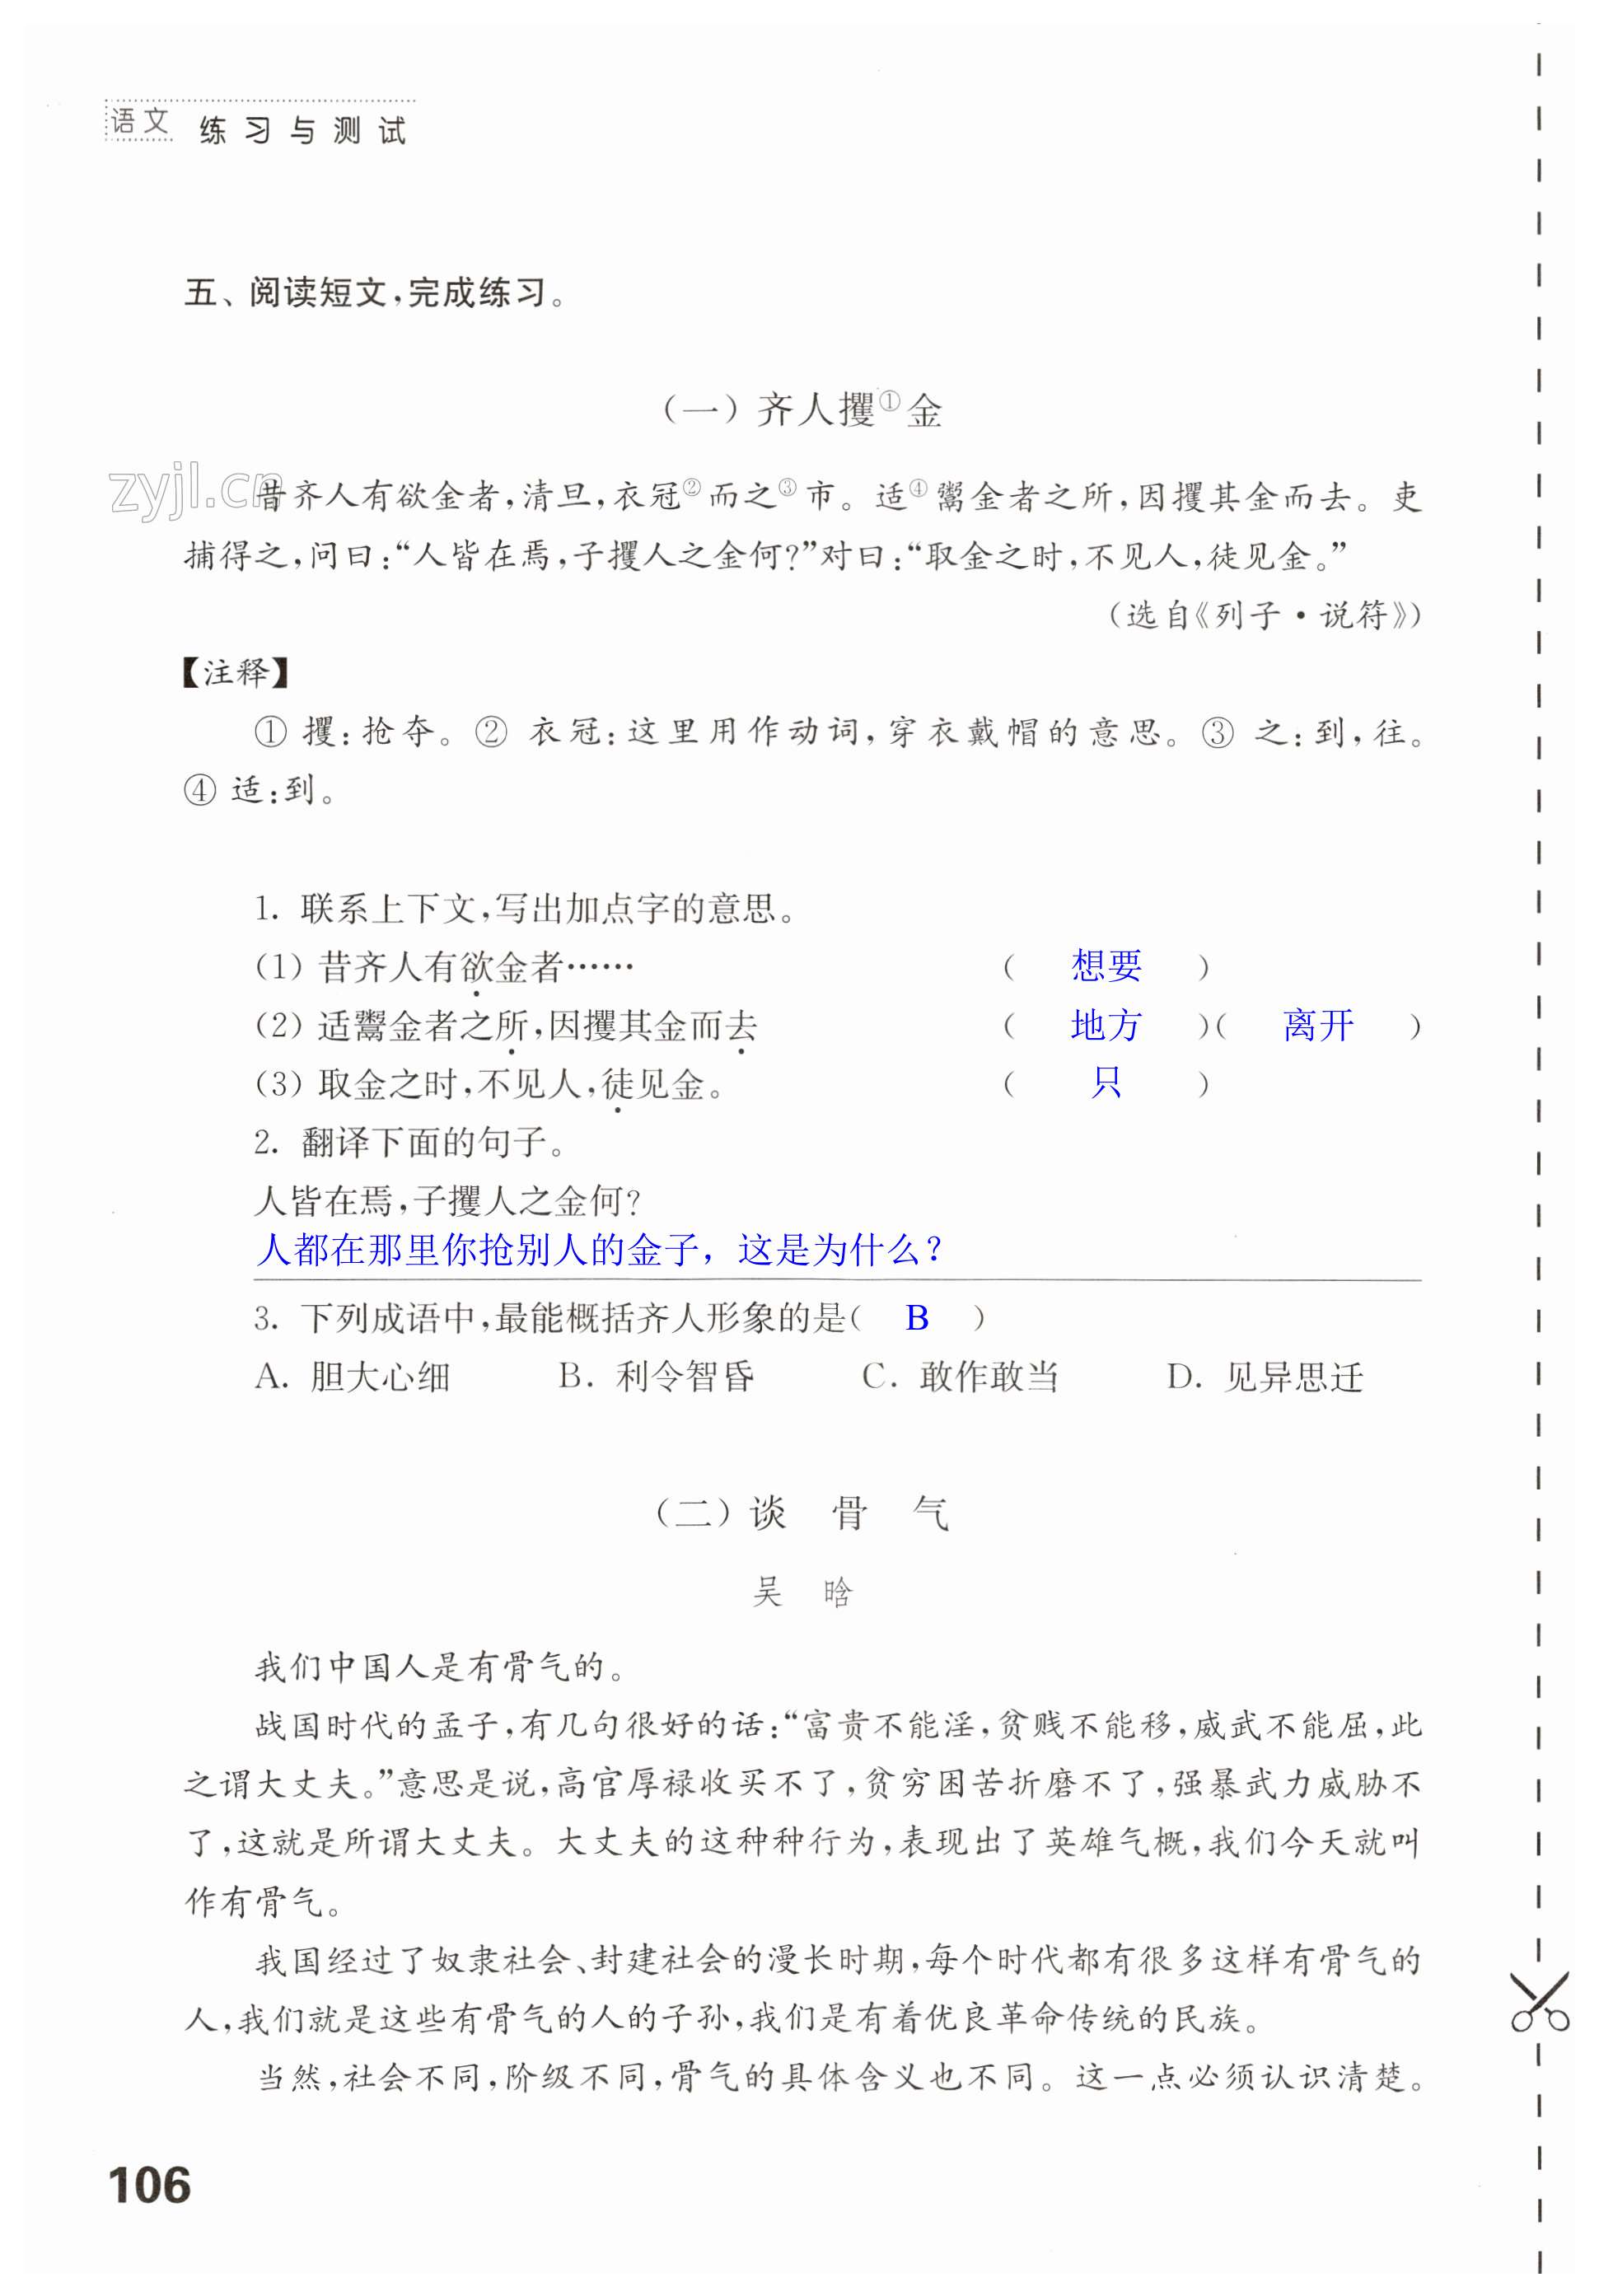 语文 练习与测试
五、阅读短文,完成练习。
(一)齐人攫①金
zyjl.cn
昔齐人有欲金者,清旦,衣冠②而之③市。适④鬻金者之所,因攫其金而去。吏
捕得之,问曰:“人皆在焉,子攫人之金何?”对曰:“取金之时,不见人,徒见金。”
(选自《列子·说符》)
【注释】
① 攫:抢夺。② 衣冠:这里用作动词,穿衣戴帽的意思。③ 之:到,往。
④ 适:到。
1. 联系上下文,写出加点字的意思。
(1) 昔齐人有欲金者…… ( 想要 )
(2) 适鬻金者之所,因攫其金而去 ( 地方 )( 离开 )
(3) 取金之时,不见人,徒见金。 ( 只 )
2. 翻译下面的句子。
人皆在焉,子攫人之金何?
人都在那里你抢别人的金子，这是为什么？
3. 下列成语中,最能概括齐人形象的是( B )
A. 胆大心细 B. 利令智昏 C. 敢作敢当 D. 见异思迁
(二)谈 骨 气
吴 晗
我们中国人是有骨气的。
战国时代的孟子,有几句很好的话:“富贵不能淫,贫贱不能移,威武不能屈,此
之谓大丈夫。”意思是说,高官厚禄收买不了,贫穷困苦折磨不了,强暴武力威胁不
了,这就是所谓大丈夫。大丈夫的这种种行为,表现出了英雄气概,我们今天就叫
作有骨气。
我国经过了奴隶社会、封建社会的漫长时期,每个时代都有很多这样有骨气的
人,我们就是这些有骨气的人的子孙,我们是有着优良革命传统的民族。
当然,社会不同,阶级不同,骨气的具体含义也不同。这一点必须认识清楚。
106